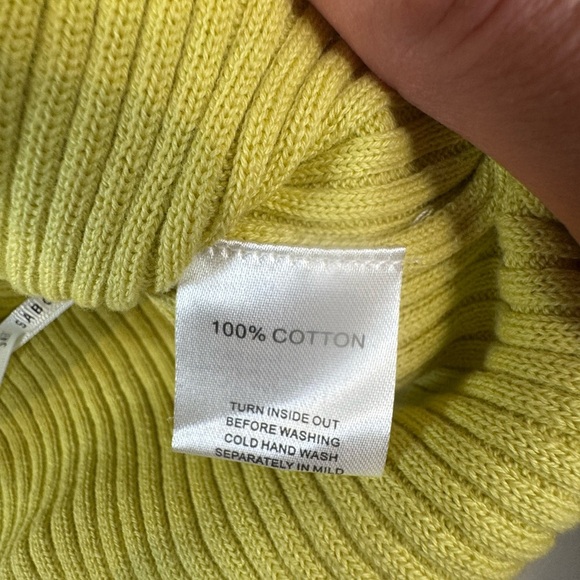 100% COTTON
TURN INSIDE OUT
BEFORE WASHING
COLD HAND WASH
SEPARATELY IN MILD